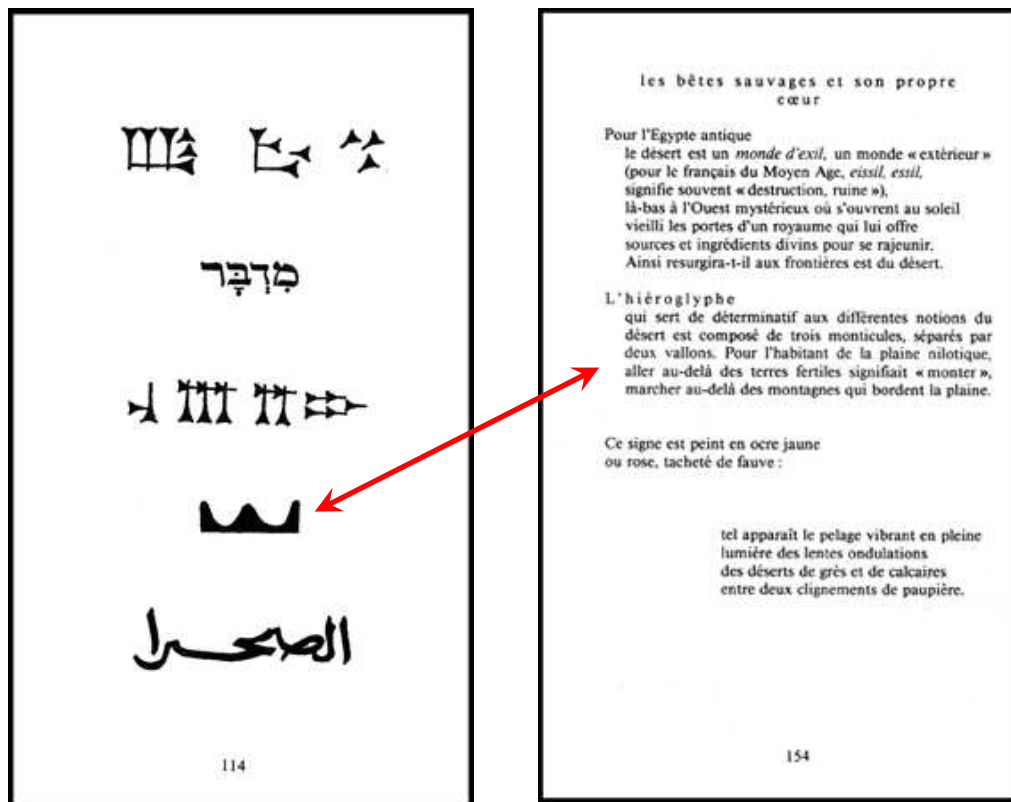 מִדְבָּר
الصحرا
114
les bêtes sauvages et son propre
cœur
Pour l'Egypte antique
le désert est un monde d'exil, un monde « extérieur »
(pour le français du Moyen Age, eissil, essil,
signifie souvent « destruction, ruine »),
là-bas à l'Ouest mystérieux où s'ouvrent au soleil
vieilli les portes d'un royaume qui lui offre
sources et ingrédients divins pour se rajeunir.
Ainsi resurgira-t-il aux frontières est du désert.
L'hiéroglyphe
qui sert de déterminatif aux différentes notions du
désert est composé de trois monticules, séparés par
deux vallons. Pour l'habitant de la plaine nilotique,
aller au-delà des terres fertiles signifiait « monter »,
marcher au-delà des montagnes qui bordent la plaine.
Ce signe est peint en ocre jaune
ou rose, tacheté de fauve :
tel apparaît le pelage vibrant en pleine
lumière des lentes ondulations
des déserts de grès et de calcaires
entre deux clignements de paupière.
154